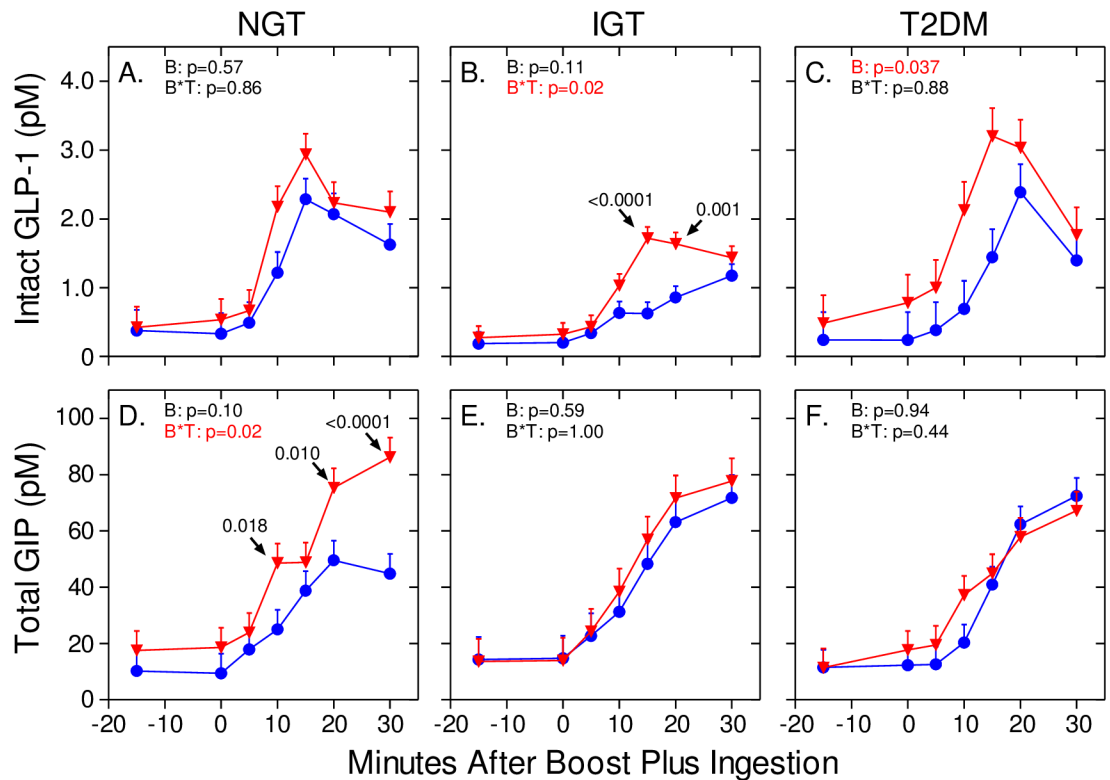 NGT IGT T2DM
A. B: p=0.57
B*T: p=0.86
B. B: p=0.11
B*T: p=0.02
<0.0001
0.001
C. B: p=0.037
B*T: p=0.88
Intact GLP-1 (pM)
4.0
3.0
2.0
1.0
0
D. B: p=0.10
B*T: p=0.02
<0.0001
0.010
0.018
E. B: p=0.59
B*T: p=1.00
F. B: p=0.94
B*T: p=0.44
Total GIP (pM)
100
80
60
40
20
0
-20 -10 0 10 20 30 -20 -10 0 10 20 30 -20 -10 0 10 20 30
Minutes After Boost Plus Ingestion